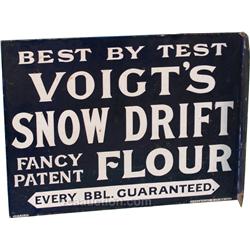 BEST BY TEST
VOIGT'S
SNOW DRIFT
FANCY PATENT FLOUR
EVERY BBL. GUARANTEED.